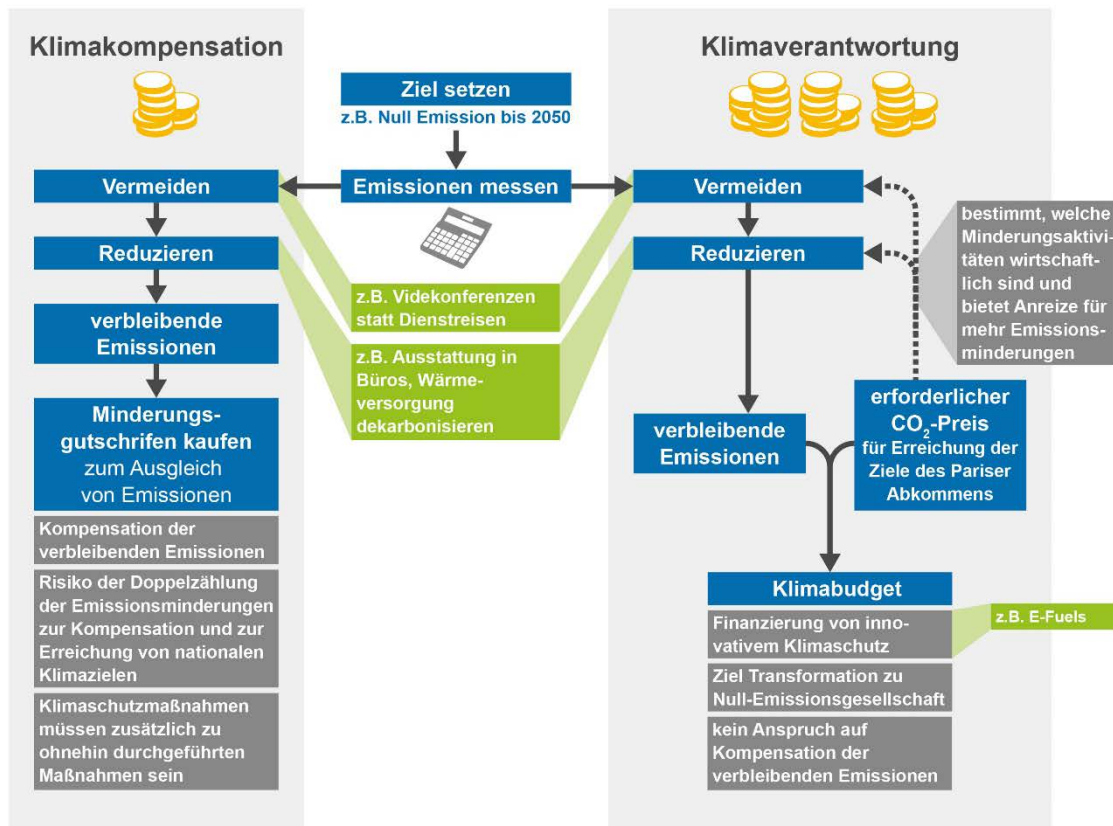 Klimakompensation
Ziel setzen
z.B. Null Emission bis 2050
Emissionen messen
Klimaverantwortung
Vermeiden
Reduzieren
verbleibende
Emissionen
Minderungs-
gutschrifen kaufen
zum Ausgleich
von Emissionen
Kompensation der
verbleibenden Emissionen
Risiko der Doppelzählung
der Emissionsminderungen
zur Kompensation und zur
Erreichung von nationalen
Klimazielen
Klimaschutzmaßnahmen
müssen zusätzlich zu
ohnehin durchgeführten
Maßnahmen sein
z.B. Videkonferenzen
statt Dienstreisen
z.B. Ausstattung in
Büros, Wärme-
versorgung
dekarbonisieren
Vermeiden
Reduzieren
bestimmt, welche
Minderungsaktivi-
täten wirtschaft-
lich sind und
bietet Anreize für
mehr Emissions-
minderungen
verbleibende
Emissionen
erforderlicher
CO₂-Preis
für Erreichung der
Ziele des Pariser
Abkommens
Klimabudget
Finanzierung von inno-
vativem Klimaschutz
z.B. E-Fuels
Ziel Transformation zu
Null-Emissionsgesellschaft
kein Anspruch auf
Kompensation der
verbleibenden Emissionen